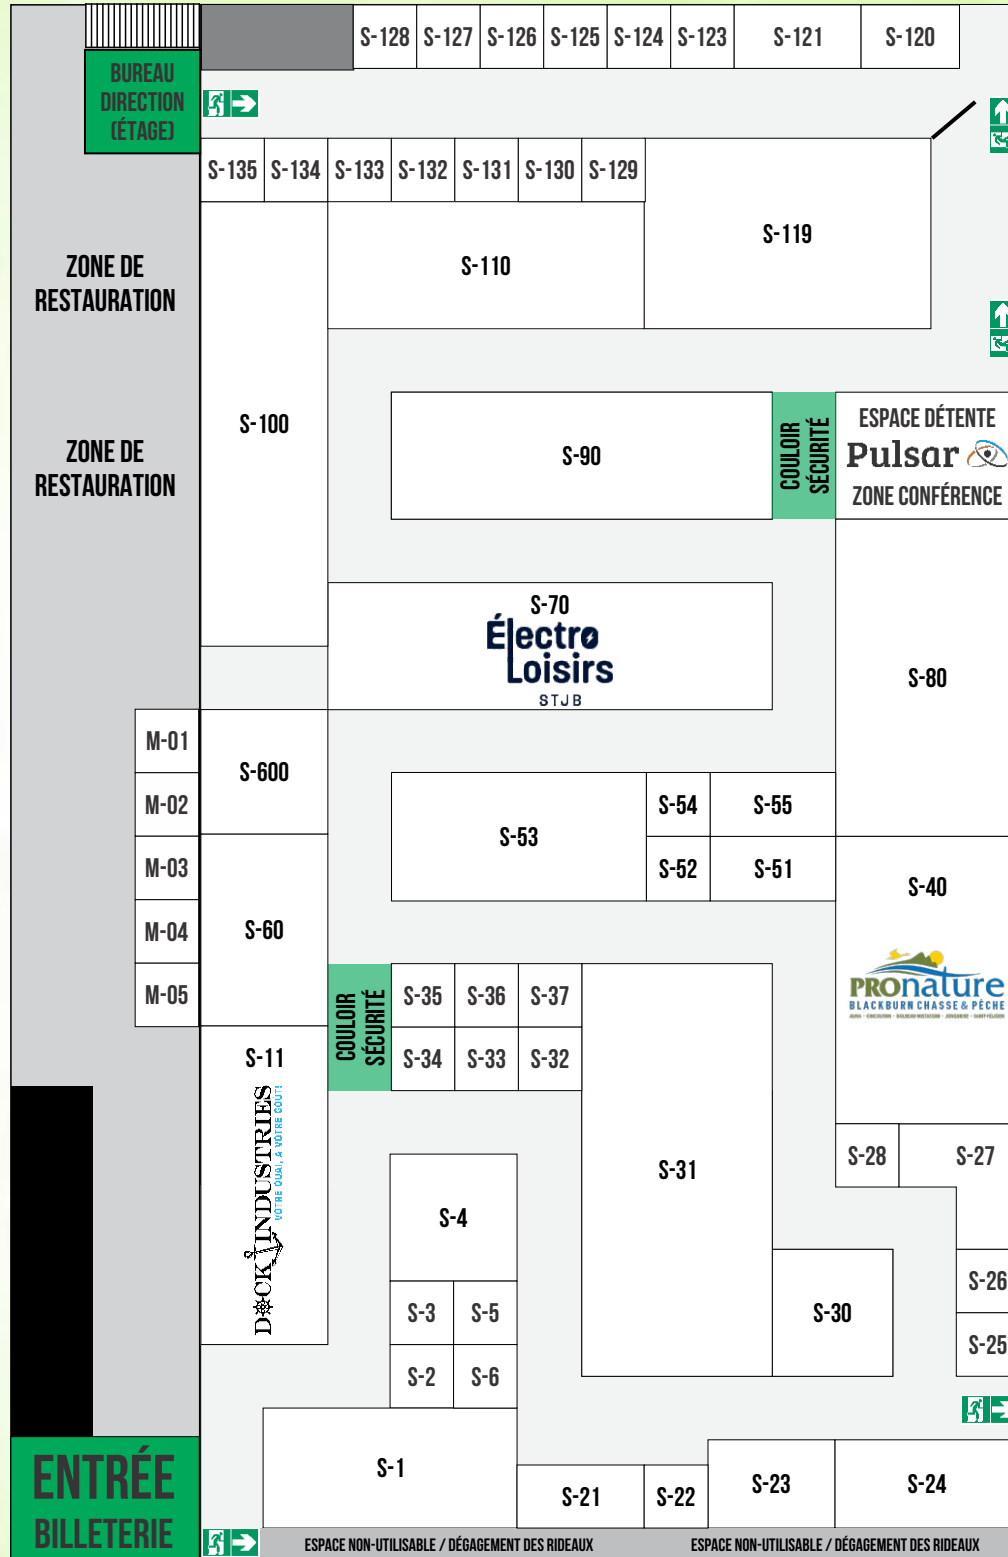 S-128 S-127 S-126 S-125 S-124 S-123 S-121 S-120
BUREAU
DIRECTION
(ÉTAGE)
S-135 S-134 S-133 S-132 S-131 S-130 S-129
S-119
ZONE DE
RESTAURATION
S-110
S-100
ZONE DE
RESTAURATION
S-90
COULOIR
SÉCURITÉ
ESPACE DÉTENTE
Pulsar
ZONE CONFÉRENCE
S-70
Électro
Loisirs
STJB
S-80
M-01
M-02
M-03
M-04
M-05
S-600
S-60
S-53
S-54 S-55
S-52 S-51
S-40
PRONature
BLACKBURN CHASSE & PÊCHE
COULOIR
SÉCURITÉ
S-35 S-36 S-37
S-34 S-33 S-32
S-11
DOCK INDUSTRIES
VOTRE QUAI, À VOTRE GOÛT!
S-31
S-28 S-27
S-4
S-3 S-5
S-2 S-6
S-30
S-26
S-25
ENTRÉE
BILLETERIE
S-1
S-21
S-22
S-23
S-24
ESPACE NON-UTILISABLE / DÉGAGEMENT DES RIDEAUX
ESPACE NON-UTILISABLE / DÉGAGEMENT DES RIDEAUX